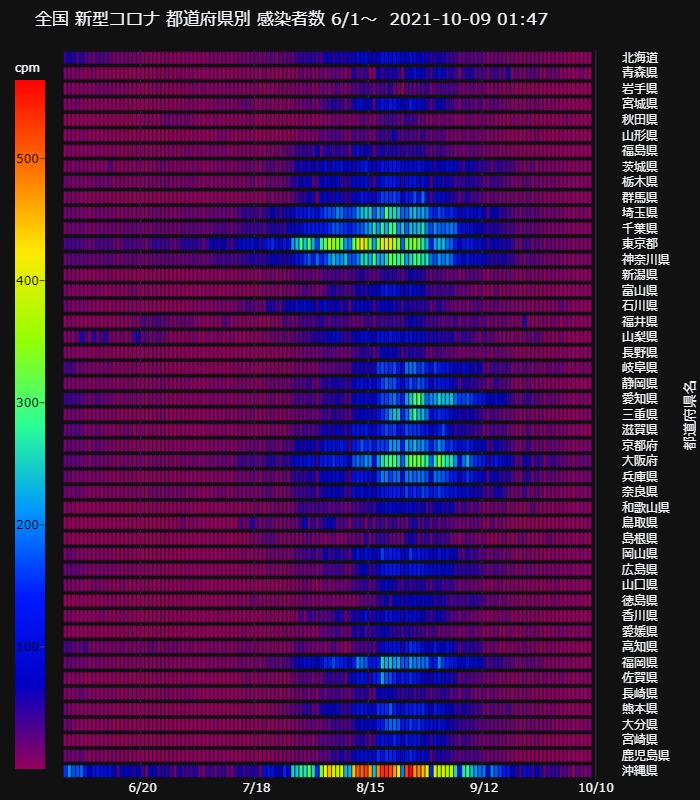 全国 新型コロナ 都道府県別 感染者数 6/1～ 2021-10-09 01:47
cpm
500
400
300
200
100
北海道
青森県
岩手県
宮城県
秋田県
山形県
福島県
茨城県
栃木県
群馬県
埼玉県
千葉県
東京都
神奈川県
新潟県
富山県
石川県
福井県
山梨県
長野県
岐阜県
静岡県
愛知県
三重県
滋賀県
京都府
大阪府
兵庫県
奈良県
和歌山県
鳥取県
島根県
岡山県
広島県
山口県
徳島県
香川県
愛媛県
高知県
福岡県
佐賀県
長崎県
熊本県
大分県
宮崎県
鹿児島県
沖縄県
都道府県名
6/20 7/18 8/15 9/12 10/10